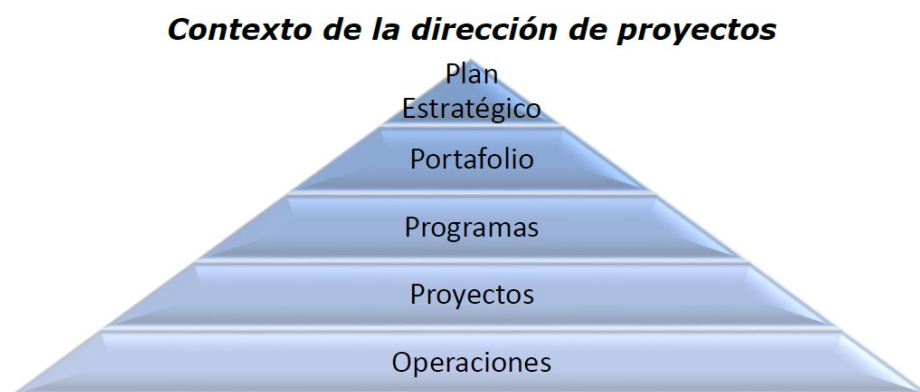 Contexto de la dirección de proyectos
Plan
Estratégico
Portafolio
Programas
Proyectos
Operaciones